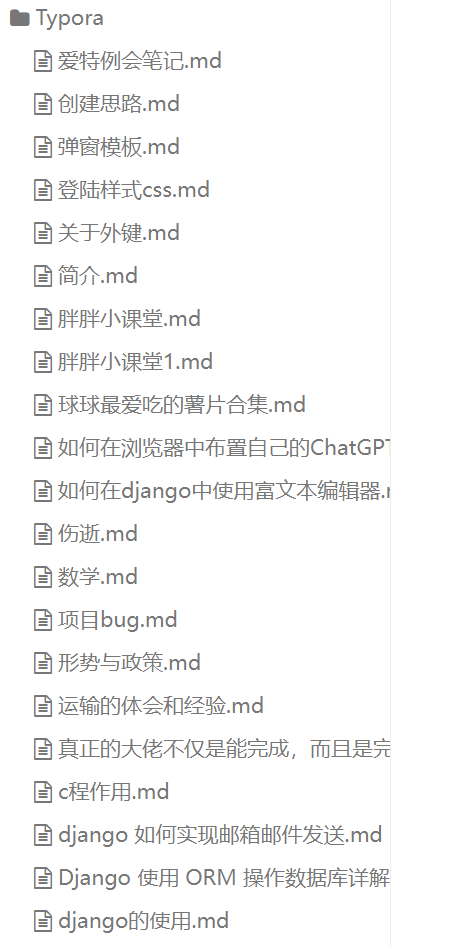 Typora
爱特例会笔记.md
创建思路.md
弹窗模板.md
登陆样式css.md
关于外键.md
简介.md
胖胖小课堂.md
胖胖小课堂1.md
球球最爱吃的薯片合集.md
如何在浏览器中布置自己的ChatGPT
如何在django中使用富文本编辑器.
伤逝.md
数学.md
项目bug.md
形势与政策.md
运输的体会和经验.md
真正的大佬不仅是能完成，而且是完
c程作用.md
django 如何实现邮箱邮件发送.md
Django 使用 ORM 操作数据库详解
django的使用.md